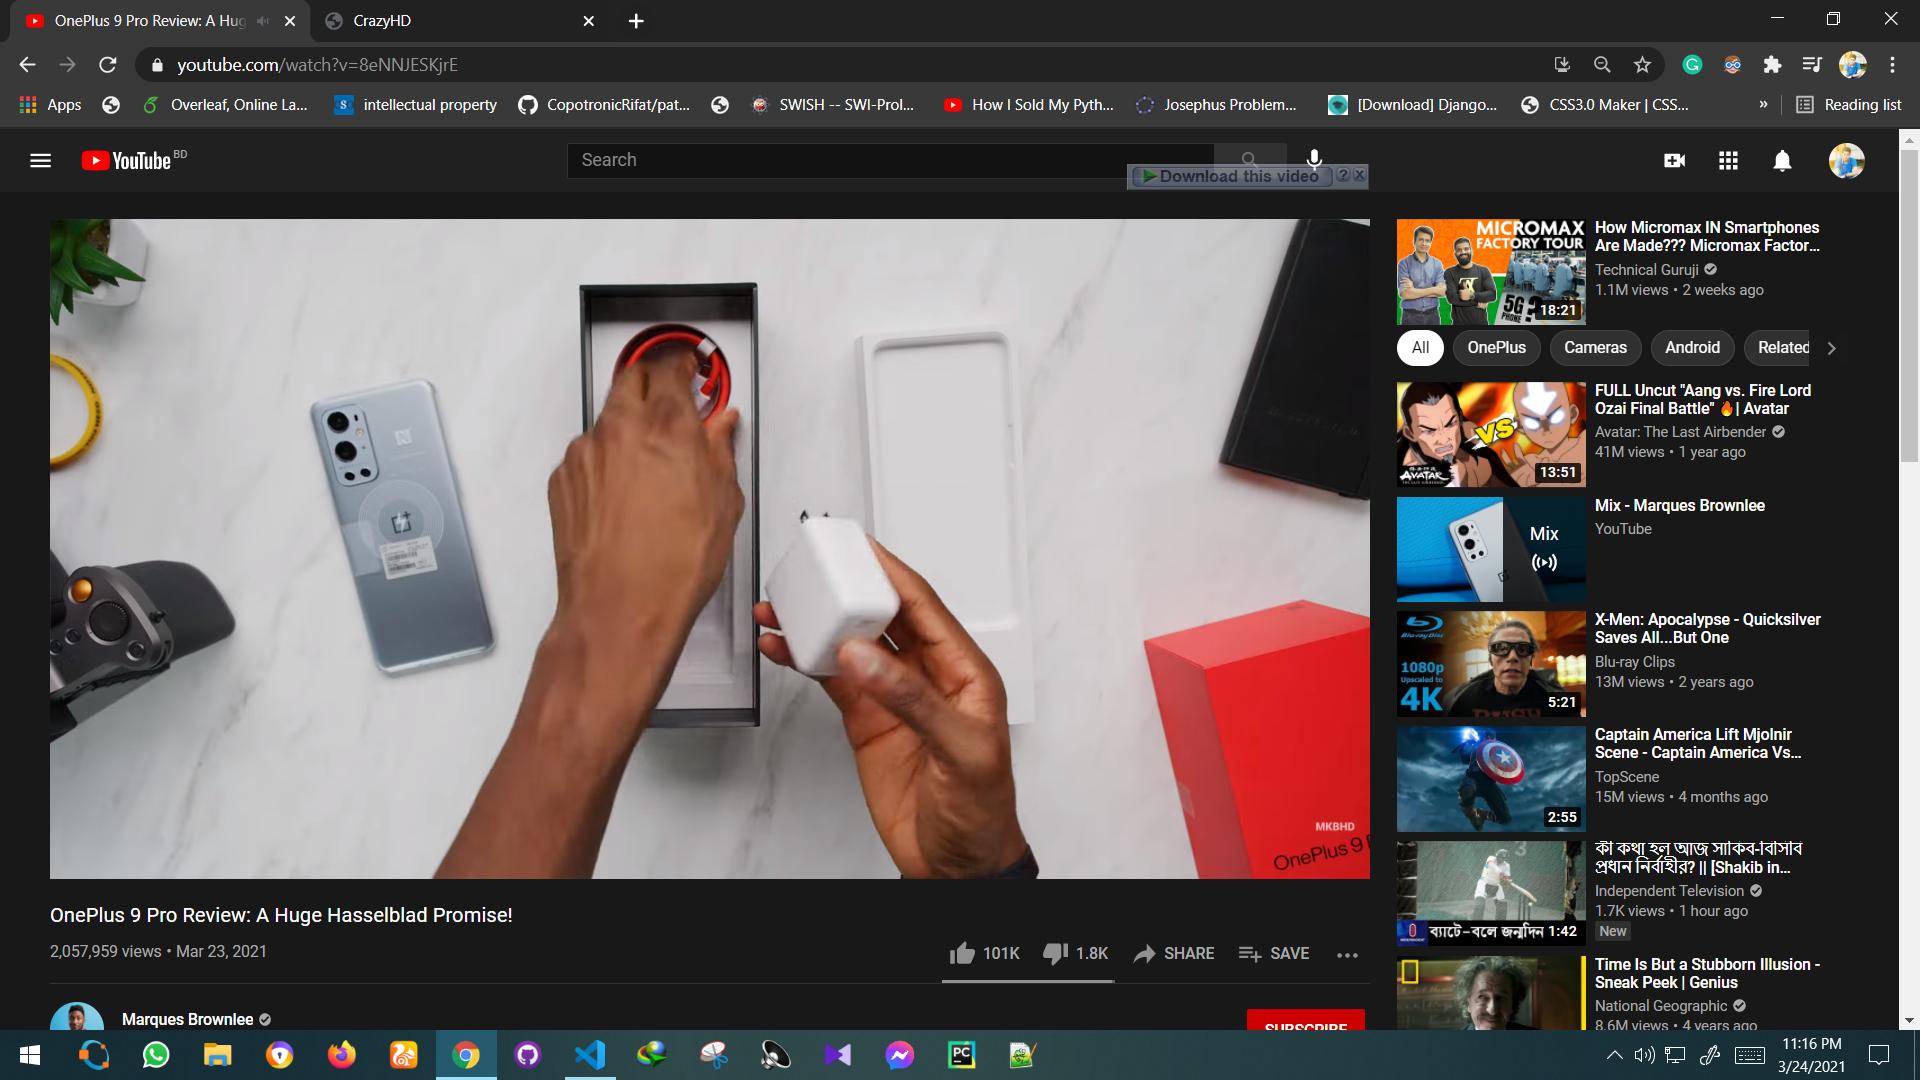 OnePlus 9 Pro Review: A Hug
CrazyHD
youtube.com/watch?v=8eNNJESKjrE
Apps
Overleaf, Online La...
intellectual property
CopotronicRifat/pat...
SWISH -- SWI-Prol...
How I Sold My Pyth...
Josephus Problem...
[Download] Django...
CSS3.0 Maker | CSS...
»
Reading list
YouTube BD
Search
Download this video
MICROMAX
FACTORY TOUR
5G ?
PHONE
18:21
How Micromax IN Smartphones
Are Made??? Micromax Factor...
Technical Guruji
1.1M views • 2 weeks ago
All
OnePlus
Cameras
Android
Related
VS
AVATAR
13:51
FULL Uncut "Aang vs. Fire Lord
Ozai Final Battle" 🔥| Avatar
Avatar: The Last Airbender
41M views • 1 year ago
Mix
Mix - Marques Brownlee
YouTube
Blu-ray Disc
1080p
Upscaled to
4K
5:21
X-Men: Apocalypse - Quicksilver
Saves All...But One
Blu-ray Clips
13M views • 2 years ago
2:55
Captain America Lift Mjolnir
Scene - Captain America Vs...
TopScene
15M views • 4 months ago
ব্যাটে-বলে জন্মদিন 1:42
কী কথা হল আজ সাকিব-বিসিবি
প্রধান নির্বাহীর? || [Shakib in...
Independent Television
1.7K views • 1 hour ago
New
Time Is But a Stubborn Illusion -
Sneak Peek | Genius
National Geographic
8.6M views • 4 years ago
MKBHD
OnePlus 9 P
OnePlus 9 Pro Review: A Huge Hasselblad Promise!
2,057,959 views • Mar 23, 2021
101K
1.8K
SHARE
SAVE
Marques Brownlee
SUBSCRIBE
11:16 PM
3/24/2021